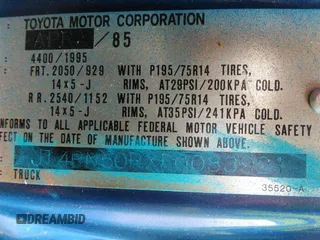 TOYOTA MOTOR CORPORATION
/85
4400/1995
FRT. 2050/929 WITH P195/75R14 TIRES,
14x5-J RIMS, AT29PSI/200KPA COLD.
RR. 2540/1152 WITH P195/75R14 TIRES,
14x5-J RIMS, AT35PSI/241KPA COLD.
NFORMS TO ALL APPLICABLE FEDERAL MOTOR VEHICLE SAFETY
FECT ON THE DATE OF MANUFACTURE SHOWN ABOVE.
TRUCK
35520-A
DREAMBID